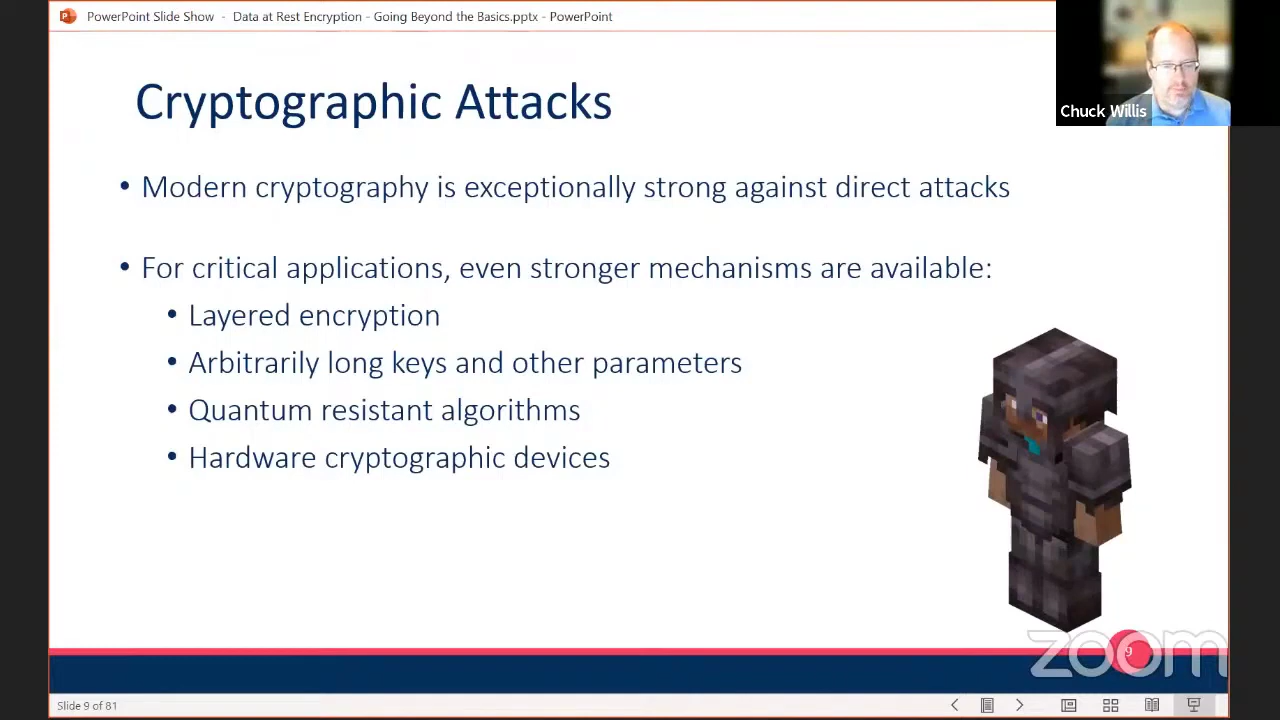 PowerPoint Slide Show - Data at Rest Encryption - Going Beyond the Basics.pptx - PowerPoint
Chuck Willis
Cryptographic Attacks
• Modern cryptography is exceptionally strong against direct attacks
• For critical applications, even stronger mechanisms are available:
• Layered encryption
• Arbitrarily long keys and other parameters
• Quantum resistant algorithms
• Hardware cryptographic devices
9
zoom
Slide 9 of 81